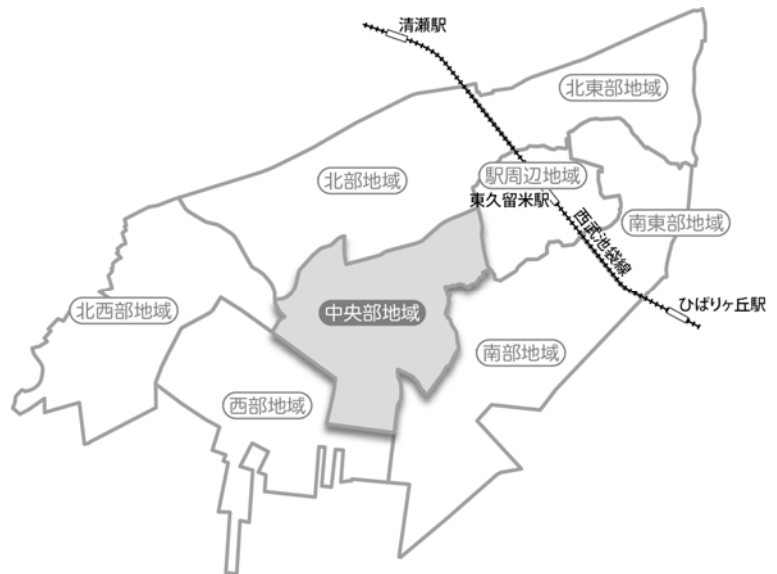 清瀬駅
北東部地域
北部地域
駅周辺地域
東久留米駅
南東部地域
西武池袋線
北西部地域
中央部地域
ひばりヶ丘駅
南部地域
西部地域